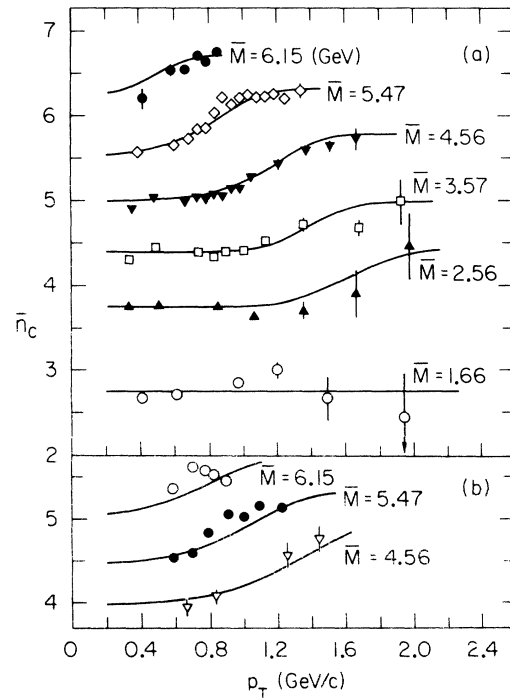 7
(a)
M̄ = 6.15 (GeV)
6
M̄ = 5.47
M̄ = 4.56
5
M̄ = 3.57
4
M̄ = 2.56
n̄c
3
M̄ = 1.66
2
2
M̄ = 6.15
(b)
M̄ = 5.47
5
M̄ = 4.56
4
0 0.4 0.8 1.2 1.6 2.0 2.4
pT (GeV/c)